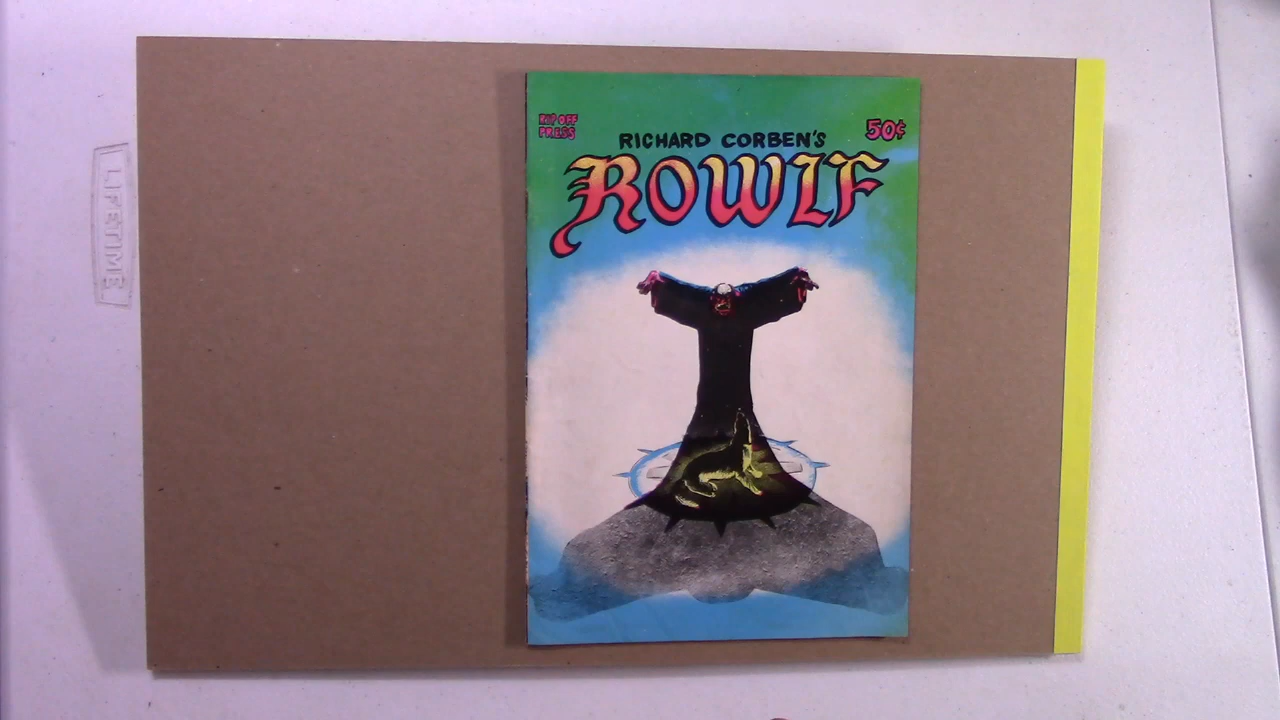 RIP OFF
PRESS
50¢
RICHARD CORBEN'S
ROWLF
LIFETIME